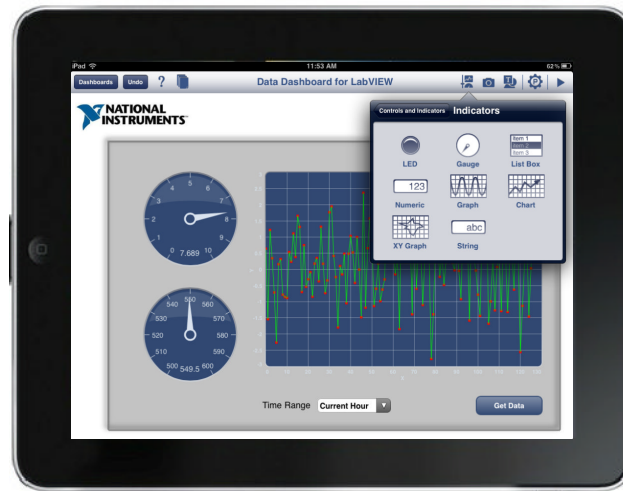 iPad
11:53 AM
62%
Dashboards
Undo
?
Data Dashboard for LabVIEW
NATIONAL
INSTRUMENTS
Controls and Indicators
Indicators
LED
Gauge
Item 1
Item 2
Item 3
List Box
123
Numeric
Graph
Chart
XY Graph
abc
String
0 1 2 3 4 5 6 7 8 9 10
7.689
500 510 520 530 540 550 560 570 580 590 600
549.5
Time Range
Current Hour
Get Data